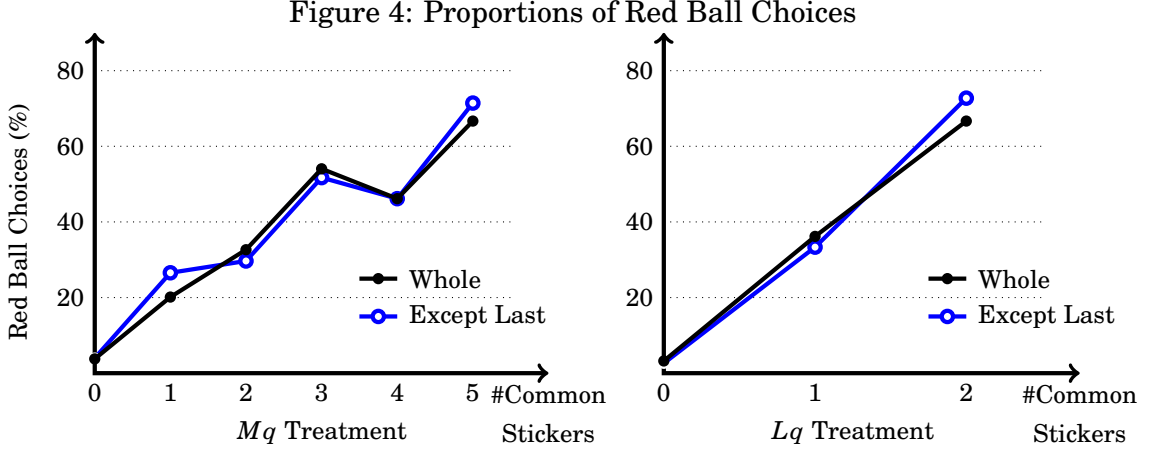 Figure 4: Proportions of Red Ball Choices
Red Ball Choices (%)
80
60
40
20
Whole
Except Last
0 1 2 3 4 5 #Common
Mq Treatment Stickers
80
60
40
20
Whole
Except Last
0 1 2 #Common
Lq Treatment Stickers